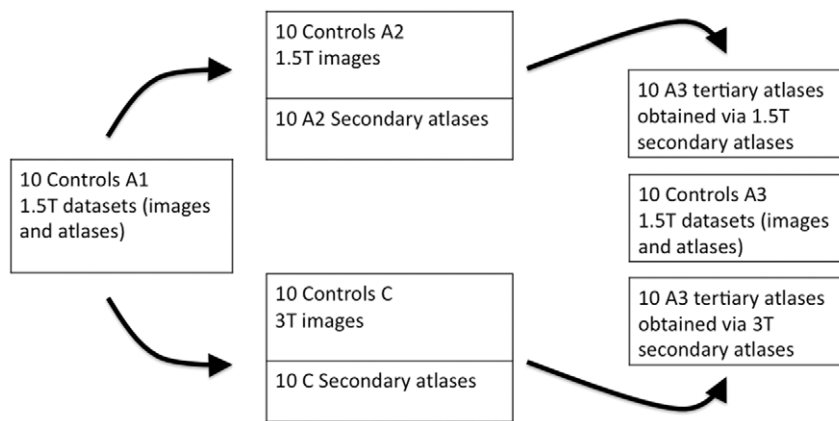 10 Controls A2
1.5T images
10 A2 Secondary atlases
10 Controls A1
1.5T datasets (images
and atlases)
10 Controls C
3T images
10 C Secondary atlases
10 A3 tertiary atlases
obtained via 1.5T
secondary atlases
10 Controls A3
1.5T datasets (images
and atlases)
10 A3 tertiary atlases
obtained via 3T
secondary atlases